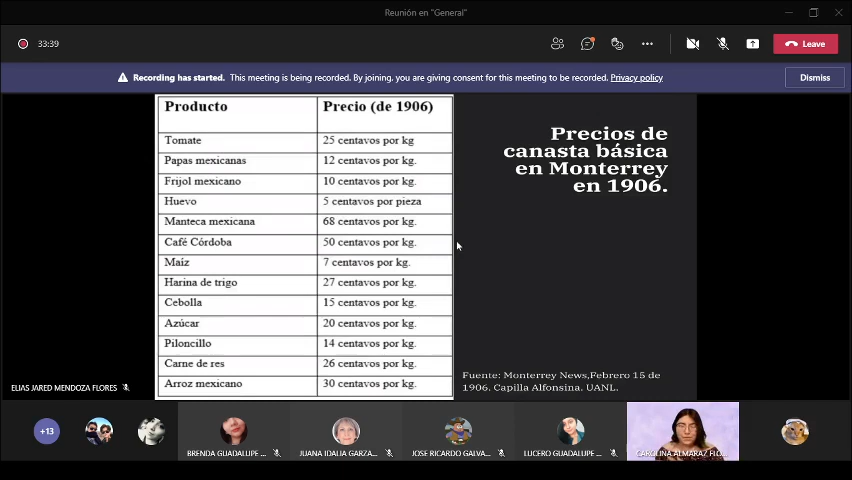 Reunión en "General"
33:39
Leave
Recording has started. This meeting is being recorded. By joining, you are giving consent for this meeting to be recorded. Privacy policy
Dismiss
Producto Precio (de 1906)
Tomate 25 centavos por kg
Papas mexicanas 12 centavos por kg.
Frijol mexicano 10 centavos por kg.
Huevo 5 centavos por pieza
Manteca mexicana 68 centavos por kg.
Café Córdoba 50 centavos por kg.
Maíz 7 centavos por kg.
Harina de trigo 27 centavos por kg.
Cebolla 15 centavos por kg.
Azúcar 20 centavos por kg.
Piloncillo 14 centavos por kg.
Carne de res 26 centavos por kg.
Arroz mexicano 30 centavos por kg.
Precios de
canasta básica
en Monterrey
en 1906.
Fuente: Monterrey News,Febrero 15 de
1906. Capilla Alfonsina. UANL.
ELIAS JARED MENDOZA FLORES
+13
BRENDA GUADALUPE ...
JUANA IDALIA GARZA...
JOSE RICARDO GALVA...
LUCERO GUADALUPE ...
CAROLINA ALMARAZ FLO...